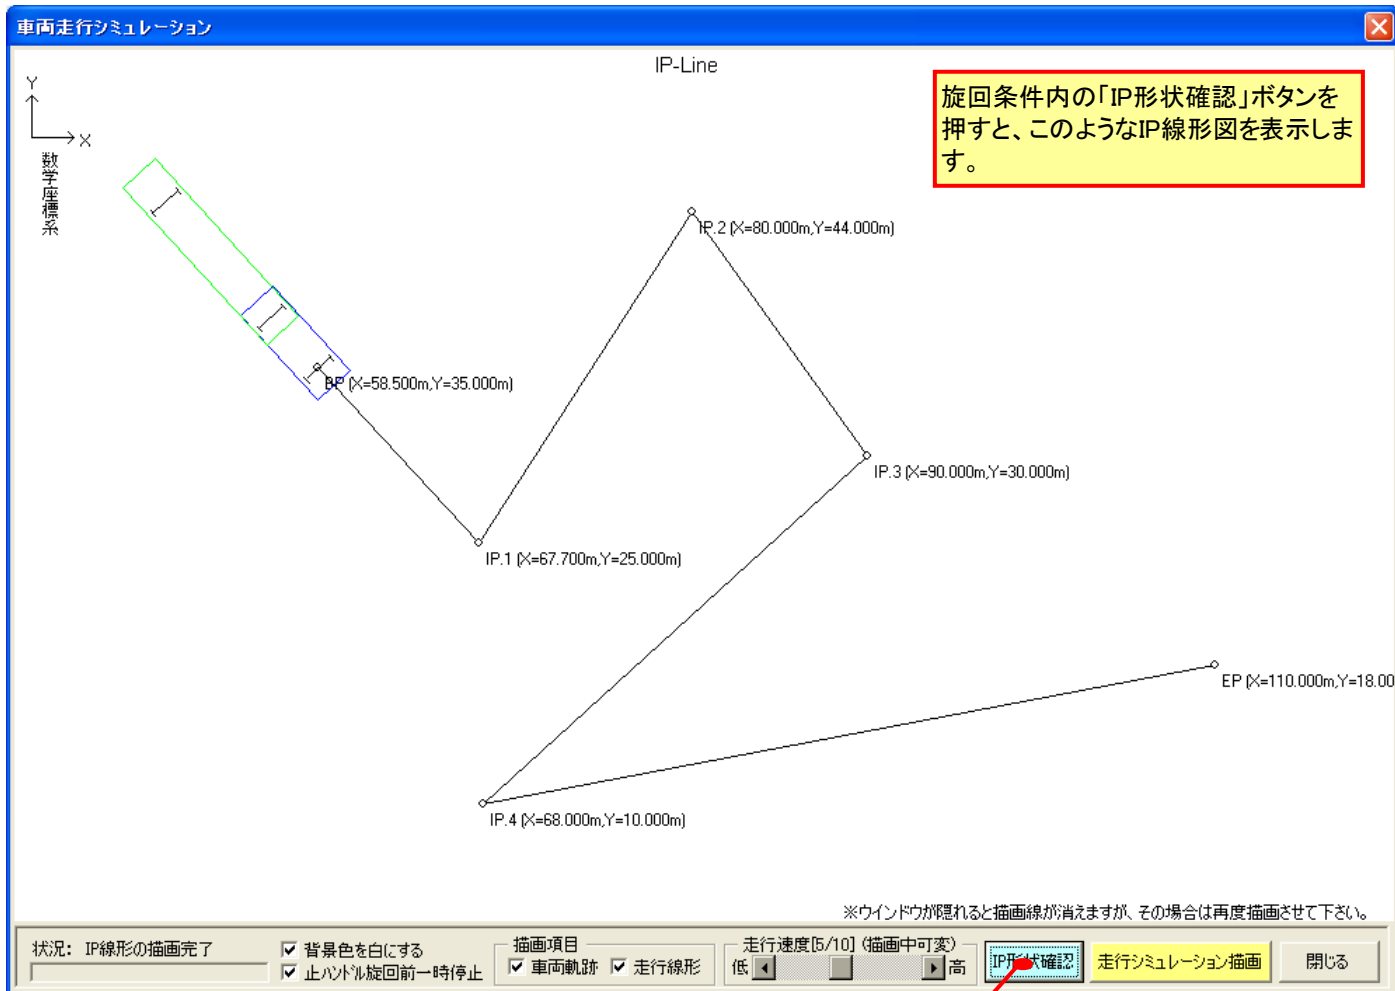 車両走行シミュレーション
IP-Line
旋回条件内の「IP形状確認」ボタンを
押すと、このようなIP線形図を表示しま
す。
Y
X
数学座標系
IP.2 (X=80.000m,Y=44.000m)
BP (X=58.500m,Y=35.000m)
IP.3 (X=90.000m,Y=30.000m)
IP.1 (X=67.700m,Y=25.000m)
EP (X=110.000m,Y=18.00
IP.4 (X=68.000m,Y=10.000m)
※ウインドウが隠れると描画線が消えますが、その場合は再度描画させて下さい。
状況: IP線形の描画完了
背景色を白にする
止ハンドル旋回前一時停止
描画項目
車両軌跡 走行線形
走行速度[5/10] (描画中可変)
低 高
IP形状確認
走行シミュレーション描画
閉じる